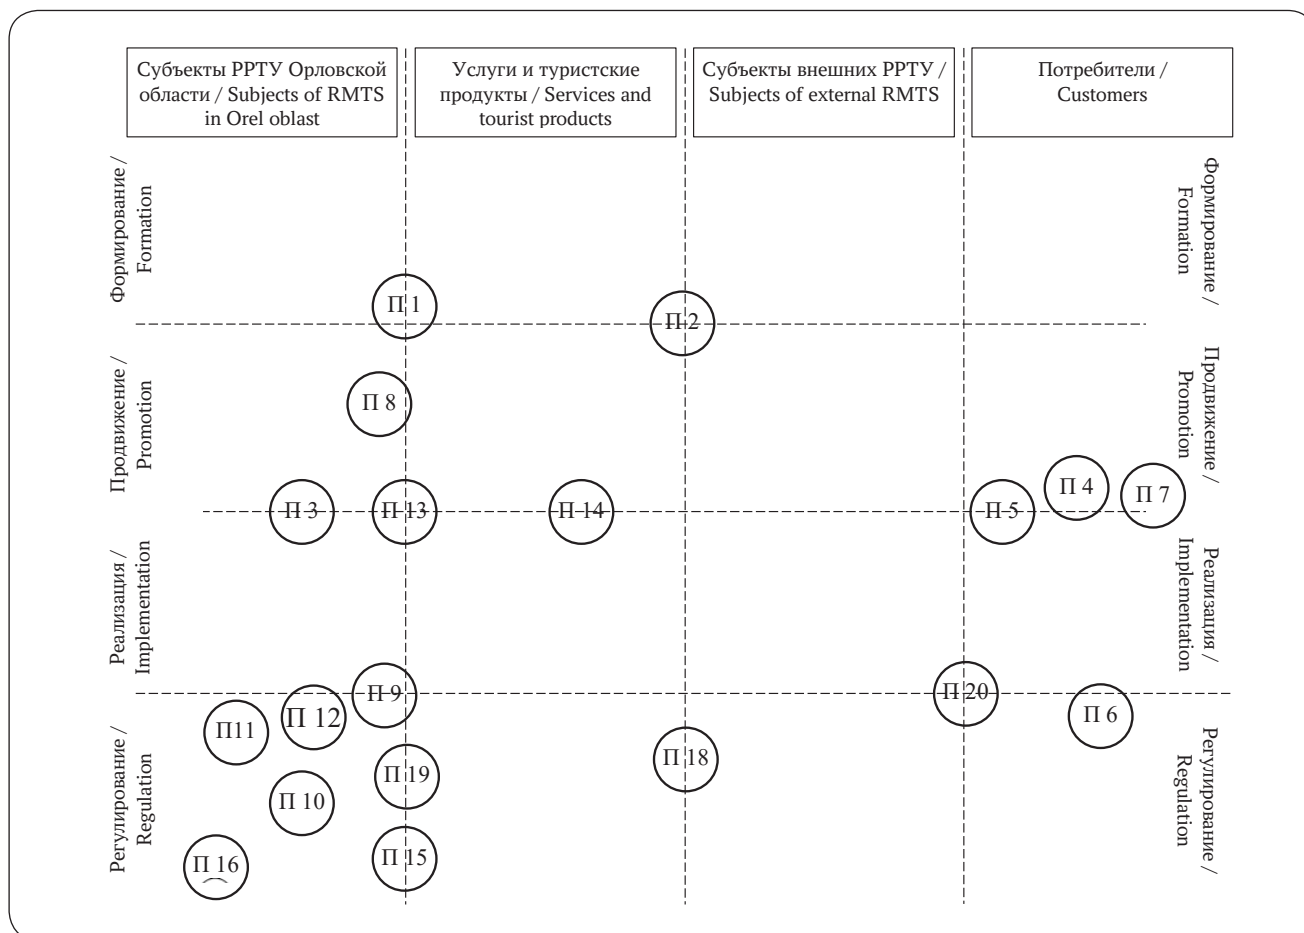 Субъекты РРТУ Орловской
области / Subjects of RMTS
in Orel oblast
Услуги и туристские
продукты / Services and
tourist products
Субъекты внешних РРТУ /
Subjects of external RMTS
Потребители /
Customers
Формирование /
Formation
Формирование /
Formation
П 1
П 2
Продвижение /
Promotion
Продвижение /
Promotion
П 8
П 3
П 13
П 14
П 5
П 4
П 7
Реализация /
Implementation
Реализация /
Implementation
П 9
П 20
П 6
П11
П 12
П 18
П 19
П 10
П 15
П 16
Регулирование /
Regulation
Регулирование /
Regulation